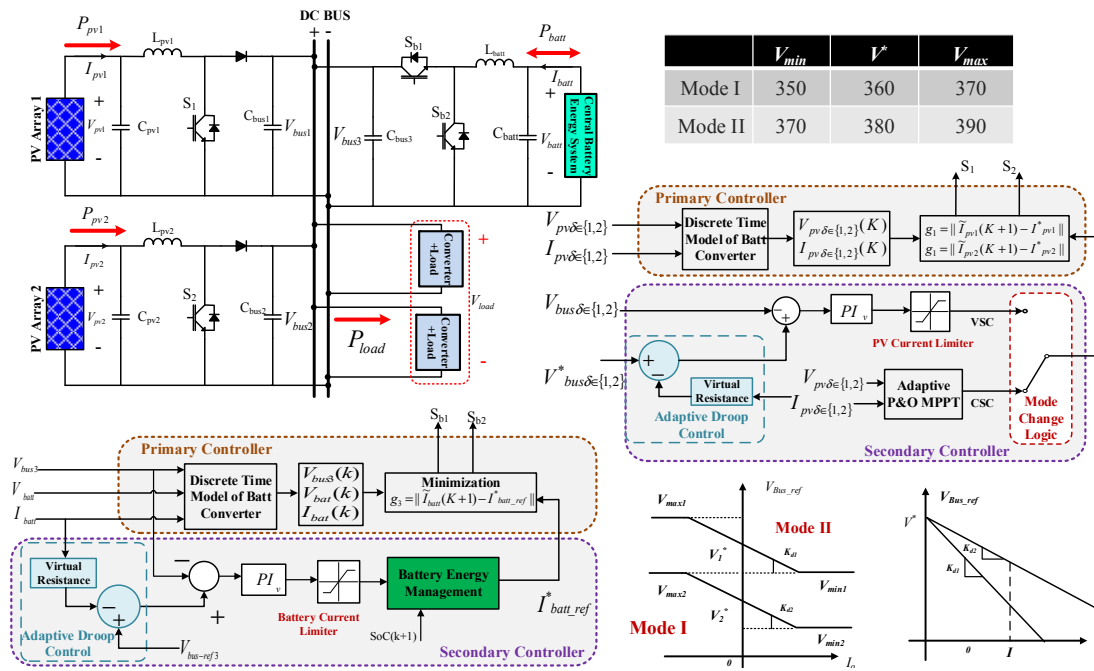 DC BUS
+ -
P_pv1
L_pv1
I_pv1
PV Array 1
+
V_pv1
-
C_pv1
S_1
C_bus1
V_bus1
S_b1
L_batt
P_batt
I_batt
V_bus3
C_bus3
S_b2
C_batt
+
V_batt
-
Central Battery
Energy System
P_pv2
L_pv2
I_pv2
PV Array 2
+
V_pv2
-
C_pv2
S_2
C_bus2
V_bus2
P_load
Converter
+Load
Converter
+Load
+
V_load
-
V_min V^* V_max
Mode I 350 360 370
Mode II 370 380 390
S_1 S_2
Primary Controller
V_pvδ∈{1,2}
I_pvδ∈{1,2}
Discrete Time
Model of Batt
Converter
V_pvδ∈{1,2}(K)
I_pvδ∈{1,2}(K)
g_1 = || Ĩ_pv1(K+1) − I^*_pv1 ||
g_1 = || Ĩ_pv2(K+1) − I^*_pv2 ||
V_busδ∈{1,2}
V^*_busδ∈{1,2}
-
+
PI_v
PV Current Limiter
VSC
+
-
Virtual
Resistance
Adaptive Droop
Control
V_pvδ∈{1,2}
I_pvδ∈{1,2}
Adaptive
P&O MPPT
CSC
Mode
Change
Logic
Secondary Controller
S_b1 S_b2
Primary Controller
V_bus3
V_batt
I_batt
Discrete Time
Model of Batt
Converter
V_bus3(k)
V_bat(k)
I_bat(k)
Minimization
g_3 = || Ĩ_batt(K+1) − I^*_batt_ref ||
Virtual
Resistance
-
+
-
+
PI_v
Battery Current
Limiter
Battery Energy
Management
SoC(k+1)
I^*_batt_ref
Adaptive Droop
Control
V_bus-ref3
Secondary Controller
V_Bus_ref
V_max1
Mode II
V_1^*
K_d1
V_min1
V_max2
V_2^*
K_d2
Mode I
V_min2
0
I_o
V_Bus_ref
V^*
K_d2
K_d1
0
I